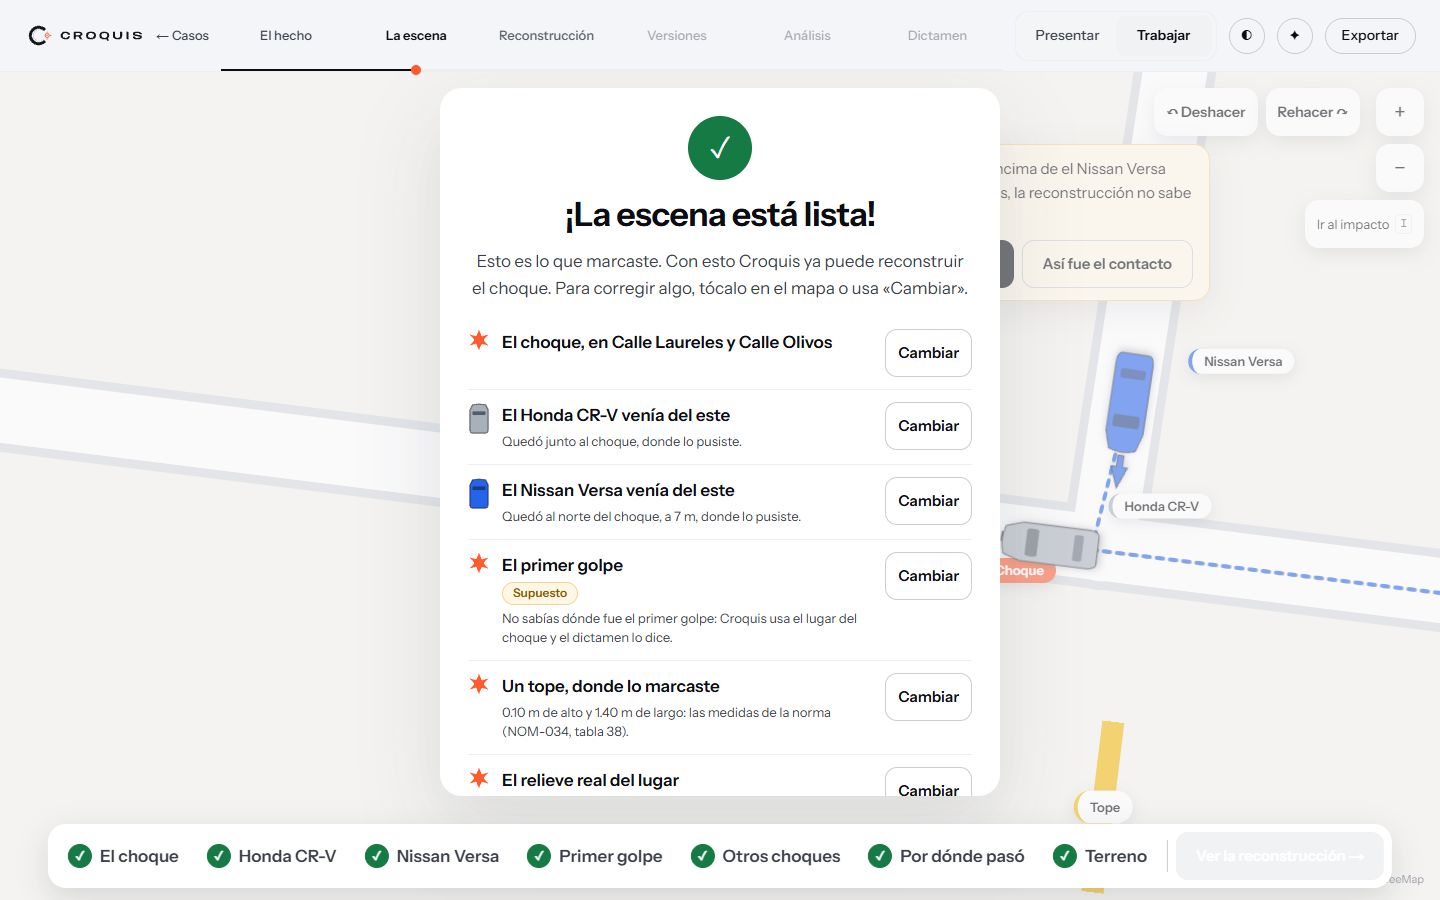 CROQUIS
← Casos
El hecho
La escena
Reconstrucción
Versiones
Análisis
Dictamen
Presentar
Trabajar
Exportar
Deshacer
Rehacer
+
−
Ir al impacto I
de el Nissan Versa
s, la reconstrucción no sabe
Así fue el contacto
¡La escena está lista!
Esto es lo que marcaste. Con esto Croquis ya puede reconstruir
el choque. Para corregir algo, tócalo en el mapa o usa «Cambiar».
El choque, en Calle Laureles y Calle Olivos
Cambiar
El Honda CR-V venía del este
Quedó junto al choque, donde lo pusiste.
Cambiar
El Nissan Versa venía del este
Quedó al norte del choque, a 7 m, donde lo pusiste.
Cambiar
El primer golpe
Supuesto
No sabías dónde fue el primer golpe: Croquis usa el lugar del
choque y el dictamen lo dice.
Cambiar
Un tope, donde lo marcaste
0.10 m de alto y 1.40 m de largo: las medidas de la norma
(NOM-034, tabla 38).
Cambiar
El relieve real del lugar
Cambiar
Nissan Versa
Honda CR-V
Choque
Tope
El choque
Honda CR-V
Nissan Versa
Primer golpe
Otros choques
Por dónde pasó
Terreno
Ver la reconstrucción →
eeMap